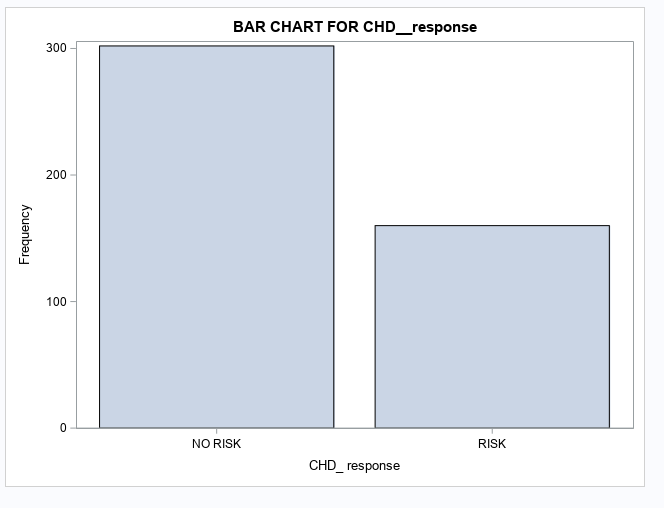 BAR CHART FOR CHD__response
300
200
100
0
Frequency
NO RISK
RISK
CHD_ response